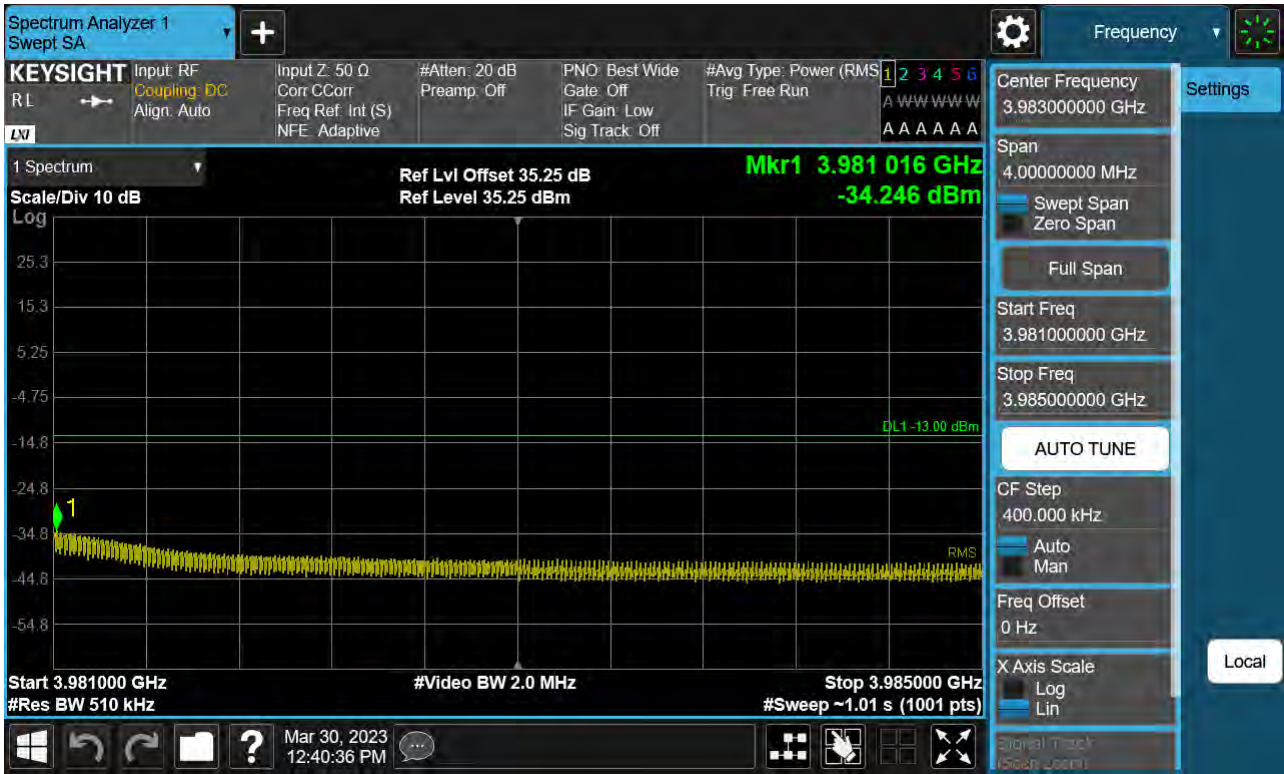 Spectrum Analyzer 1
Swept SA
+
Frequency
KEYSIGHT
RL
LXI
Input: RF
Coupling: DC
Align: Auto
Input Z: 50 Ω
Corr CCorr
Freq Ref: Int (S)
NFE: Adaptive
#Atten: 20 dB
Preamp: Off
PNO: Best Wide
Gate: Off
IF Gain: Low
Sig Track: Off
#Avg Type: Power (RMS
Trig: Free Run
1 2 3 4 5 6
A W W W W W
A A A A A A
1 Spectrum
Scale/Div 10 dB
Log
Ref Lvl Offset 35.25 dB
Ref Level 35.25 dBm
Mkr1 3.981 016 GHz
-34.246 dBm
25.3
15.3
5.25
-4.75
DL1 -13.00 dBm
-14.8
-24.8
1
-34.8
RMS
-44.8
-54.8
Start 3.981000 GHz
#Video BW 2.0 MHz
Stop 3.985000 GHz
#Res BW 510 kHz
#Sweep ~1.01 s (1001 pts)
Mar 30, 2023
12:40:36 PM
?
Center Frequency
3.983000000 GHz
Settings
Span
4.00000000 MHz
Swept Span
Zero Span
Full Span
Start Freq
3.981000000 GHz
Stop Freq
3.985000000 GHz
AUTO TUNE
CF Step
400.000 kHz
Auto
Man
Freq Offset
0 Hz
X Axis Scale
Log
Lin
Local
Signal Track
(Span Zoom)